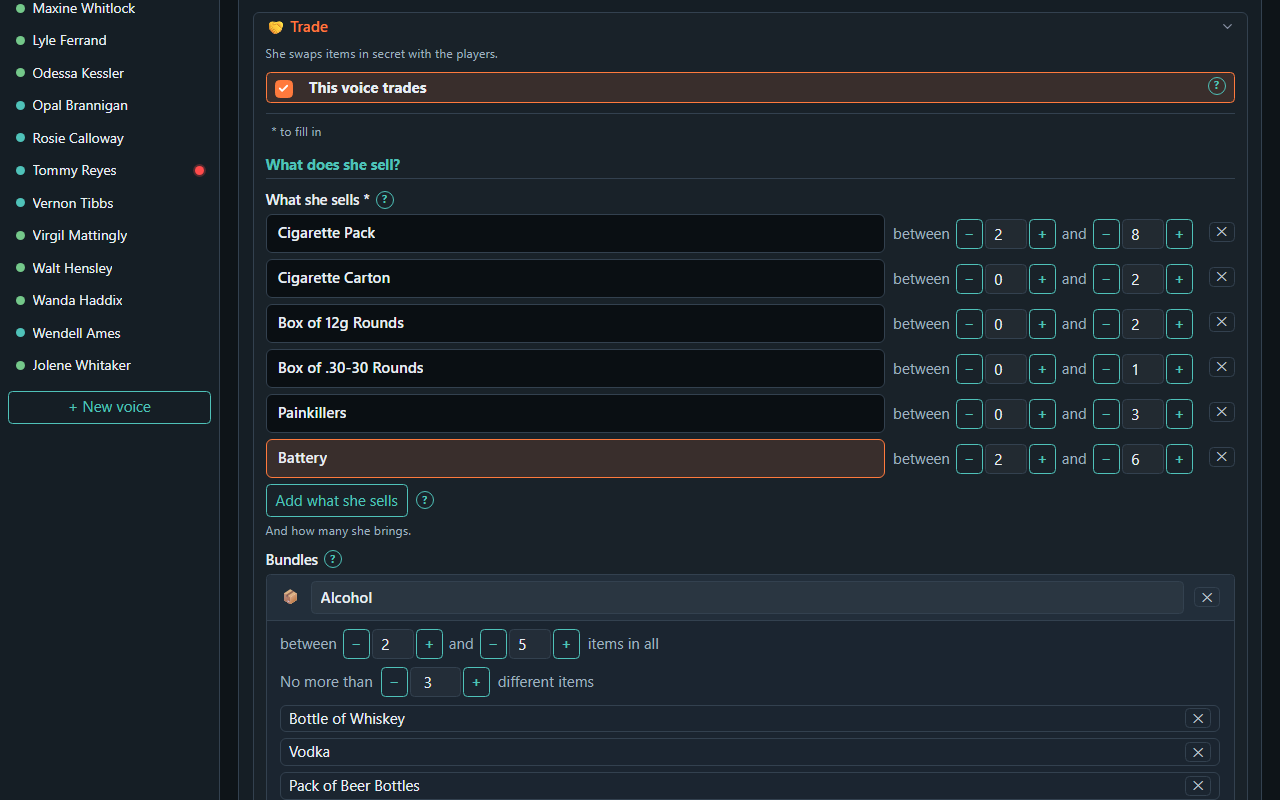 Maxine Whitlock
Lyle Ferrand
Odessa Kessler
Opal Brannigan
Rosie Calloway
Tommy Reyes
Vernon Tibbs
Virgil Mattingly
Walt Hensley
Wanda Haddix
Wendell Ames
Jolene Whitaker
+ New voice
Trade
She swaps items in secret with the players.
This voice trades ?
* to fill in
What does she sell?
What she sells * ?
Cigarette Pack between − 2 + and − 8 +
Cigarette Carton between − 0 + and − 2 +
Box of 12g Rounds between − 0 + and − 2 +
Box of .30-30 Rounds between − 0 + and − 1 +
Painkillers between − 0 + and − 3 +
Battery between − 2 + and − 6 +
Add what she sells ?
And how many she brings.
Bundles ?
Alcohol
between − 2 + and − 5 + items in all
No more than − 3 + different items
Bottle of Whiskey
Vodka
Pack of Beer Bottles